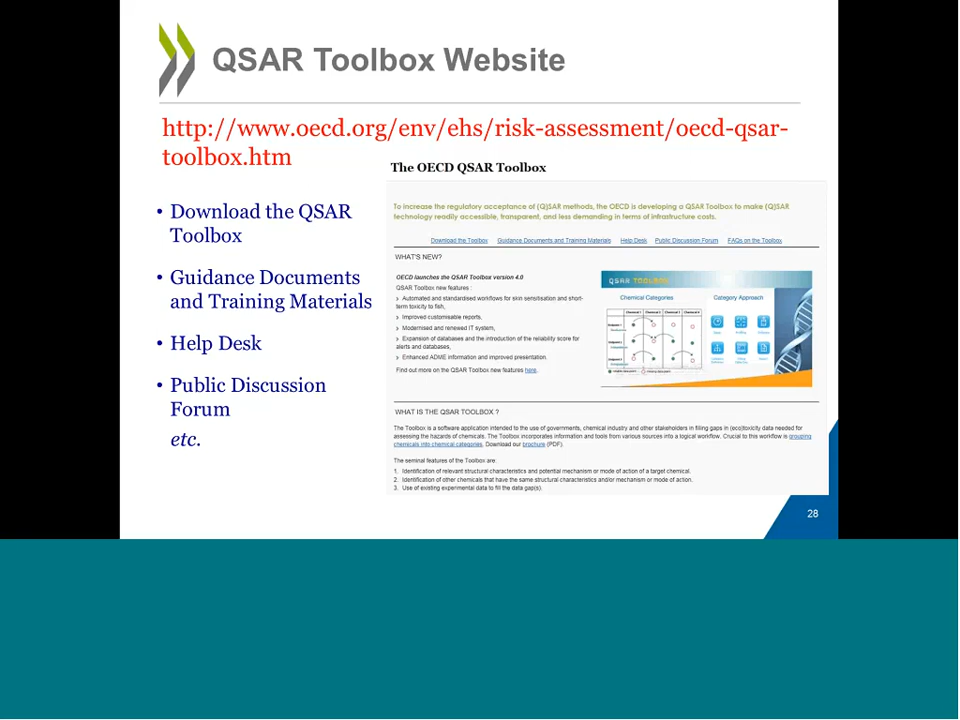 QSAR Toolbox Website
http://www.oecd.org/env/ehs/risk-assessment/oecd-qsar-
toolbox.htm
• Download the QSAR
Toolbox
• Guidance Documents
and Training Materials
• Help Desk
• Public Discussion
Forum
etc.
The OECD QSAR Toolbox
To increase the regulatory acceptance of (Q)SAR methods, the OECD is developing a QSAR Toolbox to make (Q)SAR
technology readily accessible, transparent, and less demanding in terms of infrastructure costs.
Download the Toolbox Guidance Documents and Training Materials Help Desk Public Discussion Forum FAQs on the Toolbox
WHAT'S NEW?
OECD launches the QSAR Toolbox version 4.0
QSAR Toolbox new features :
› Automated and standardised workflows for skin sensitisation and short-
term toxicity to fish,
› Improved customisable reports,
› Modernised and renewed IT system,
› Expansion of databases and the introduction of the reliability score for
alerts and databases,
› Enhanced ADME information and improved presentation.
Find out more on the QSAR Toolbox new features here.
QSAR TOOLBOX
Chemical Categories
Category Approach
Chemical 1 Chemical 2 Chemical 3 Chemical 4
WHAT IS THE QSAR TOOLBOX ?
The Toolbox is a software application intended to the use of governments, chemical industry and other stakeholders in filling gaps in (eco)toxicity data needed for
assessing the hazards of chemicals. The Toolbox incorporates information and tools from various sources into a logical workflow. Crucial to this workflow is grouping
chemicals into chemical categories. Download our brochure (PDF).
The seminal features of the Toolbox are:
1. Identification of relevant structural characteristics and potential mechanism or mode of action of a target chemical.
2. Identification of other chemicals that have the same structural characteristics and/or mechanism or mode of action.
3. Use of existing experimental data to fill the data gap(s).
28